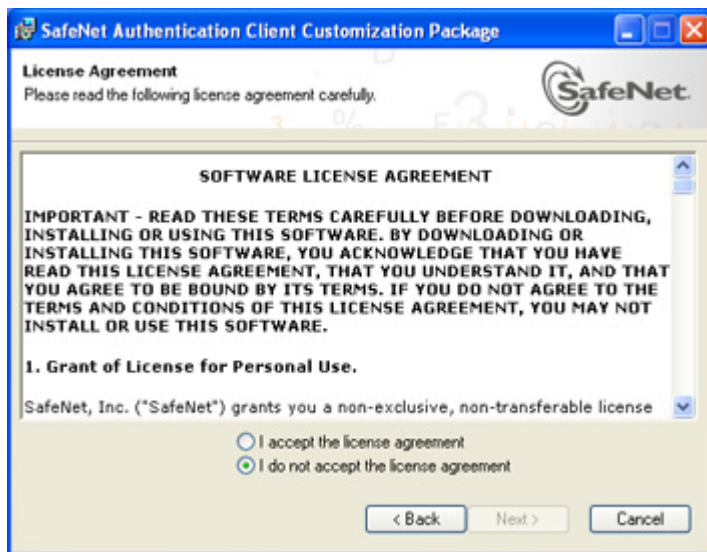 SafeNet Authentication Client Customization Package
License Agreement
Please read the following license agreement carefully.
SafeNet.
SOFTWARE LICENSE AGREEMENT
IMPORTANT - READ THESE TERMS CAREFULLY BEFORE DOWNLOADING,
INSTALLING OR USING THIS SOFTWARE. BY DOWNLOADING OR
INSTALLING THIS SOFTWARE, YOU ACKNOWLEDGE THAT YOU HAVE
READ THIS LICENSE AGREEMENT, THAT YOU UNDERSTAND IT, AND THAT
YOU AGREE TO BE BOUND BY ITS TERMS. IF YOU DO NOT AGREE TO THE
TERMS AND CONDITIONS OF THIS LICENSE AGREEMENT, YOU MAY NOT
INSTALL OR USE THIS SOFTWARE.
1. Grant of License for Personal Use.
SafeNet, Inc. ("SafeNet") grants you a non-exclusive, non-transferable license
I accept the license agreement
I do not accept the license agreement
< Back
Next >
Cancel